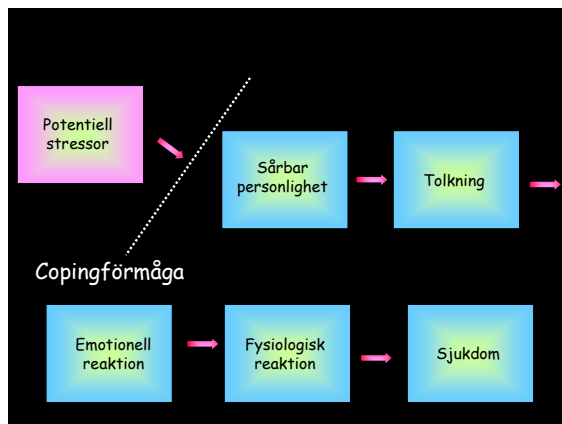 Potentiell
stressor
Sårbar
personlighet
Tolkning
Copingförmåga
Emotionell
reaktion
Fysiologisk
reaktion
Sjukdom